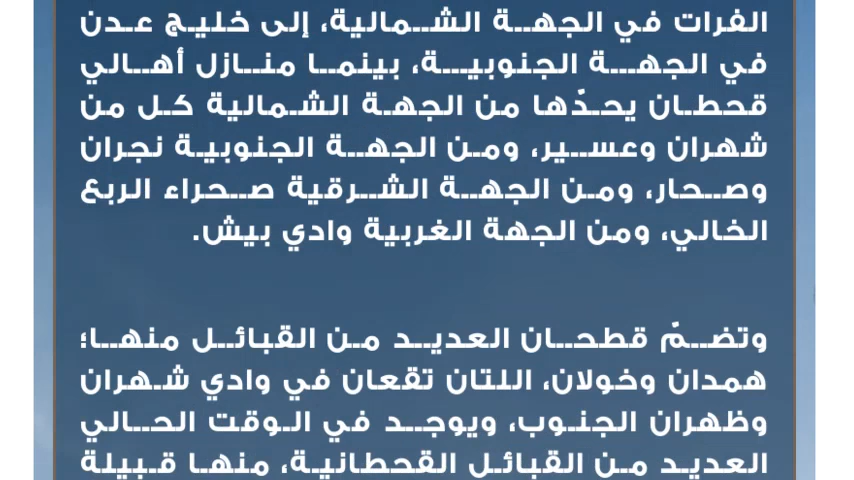 الفرات في الجهة الشمالية، إلى خليج عدن
في الجهة الجنوبية، بينما منازل أهالي
قحطان يحدّها من الجهة الشمالية كل من
شهران وعسير، ومن الجهة الجنوبية نجران
وصحار، ومن الجهة الشرقية صحراء الربع
الخالي، ومن الجهة الغربية وادي بيش.
وتضمّ قطحان العديد من القبائل منها؛
همدان وخولان، اللتان تقعان في وادي شهران
وظهران الجنوب، ويوجد في الوقت الحالي
العديد من القبائل القحطانية، منها قبيلة